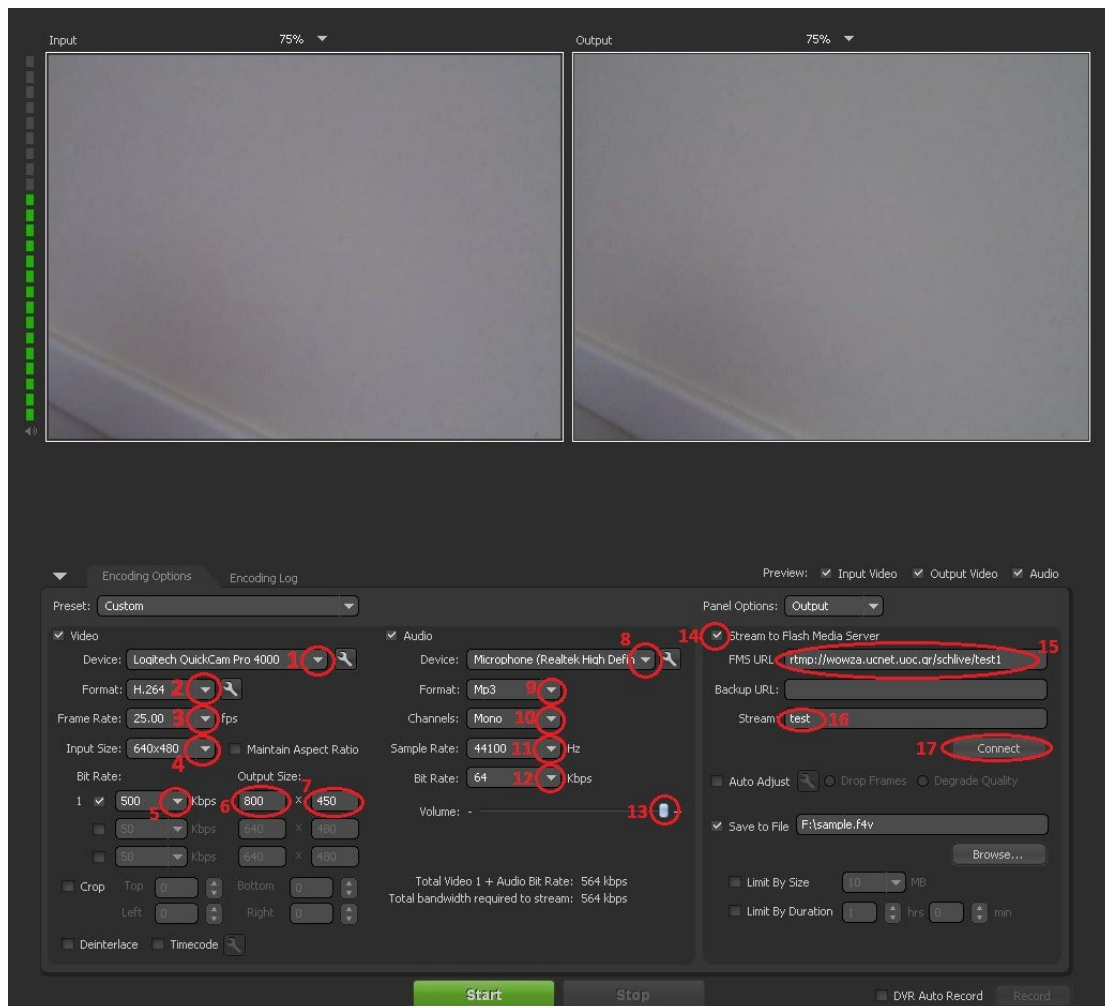 Input 75% Output 75%
Encoding Options Encoding Log Preview: Input Video Output Video Audio
Preset: Custom Panel Options: Output
Video
Device: Logitech QuickCam Pro 4000 1
Format: H.264 2
Frame Rate: 25.00 3 fps
Input Size: 640x480 4 Maintain Aspect Ratio
Bit Rate: Output Size: 7
1 500 5 Kbps 6 800 x 450
50 Kbps 640 x 480
50 Kbps 640 x 480
Crop Top 0 Bottom 0
Left 0 Right 0
Deinterlace Timecode
Audio 8
Device: Microphone (Realtek High Defin
Format: Mp3 9
Channels: Mono 10
Sample Rate: 44100 11 Hz
Bit Rate: 64 12 Kbps
Volume: - 13 +
Total Video 1 + Audio Bit Rate: 564 kbps
Total bandwidth required to stream: 564 kbps
14 Stream to Flash Media Server
FMS URL rtmp://wowza.ucnet.uoc.gr/schlive/test1 15
Backup URL:
Stream: test 16
17 Connect
Auto Adjust Drop Frames Degrade Quality
Save to File F:\sample.f4v
Browse...
Limit By Size 10 MB
Limit By Duration 1 hrs 0 min
Start Stop DVR Auto Record Record